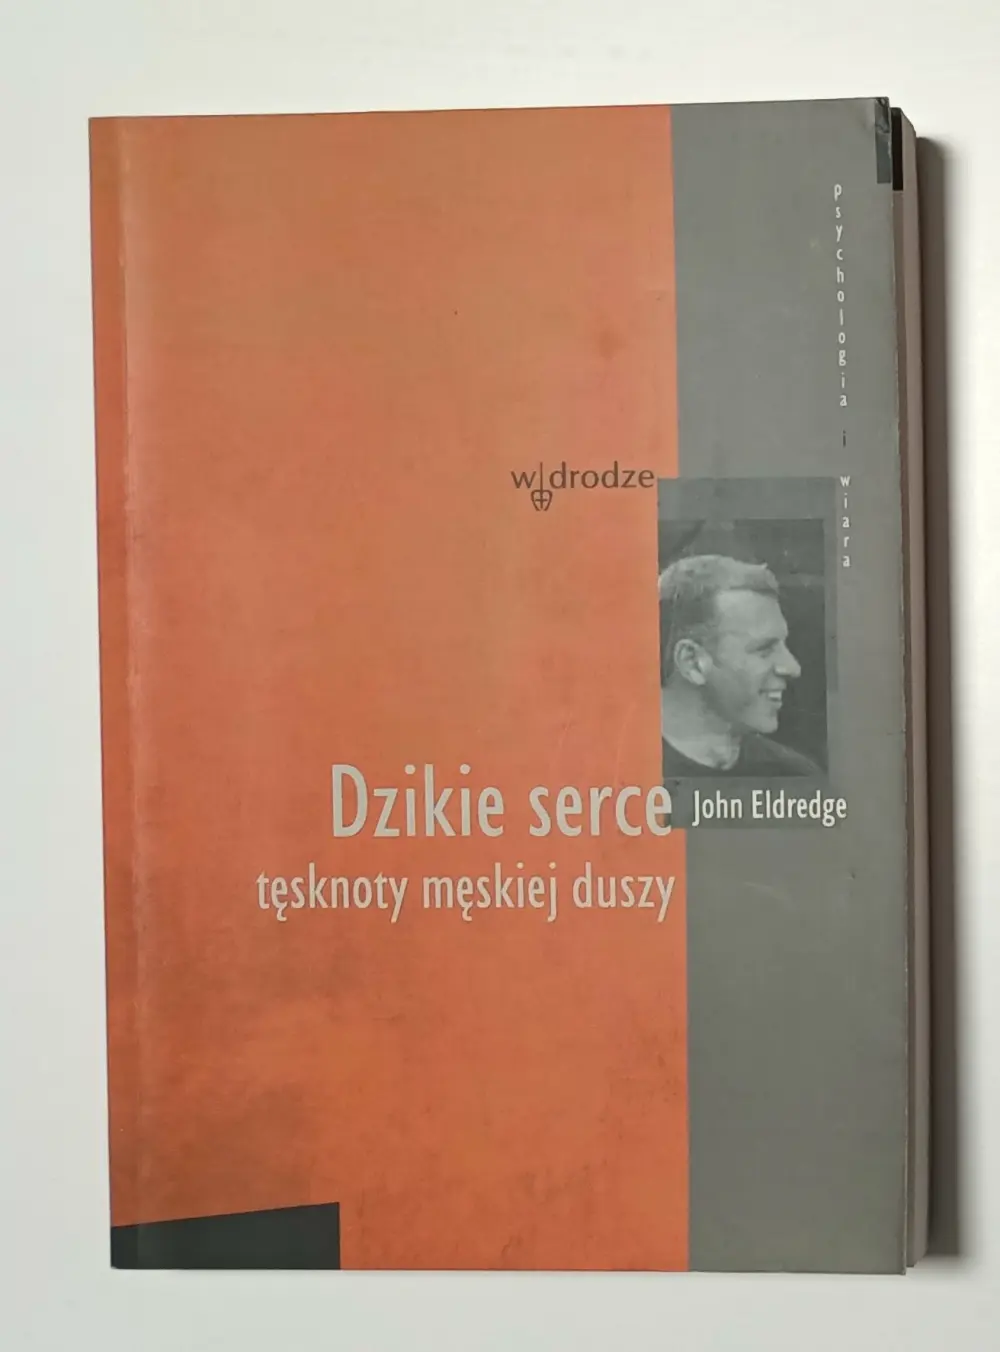 psychologia i wiara
w drodze
Dzikie serce
John Eldredge
tęsknoty męskiej duszy